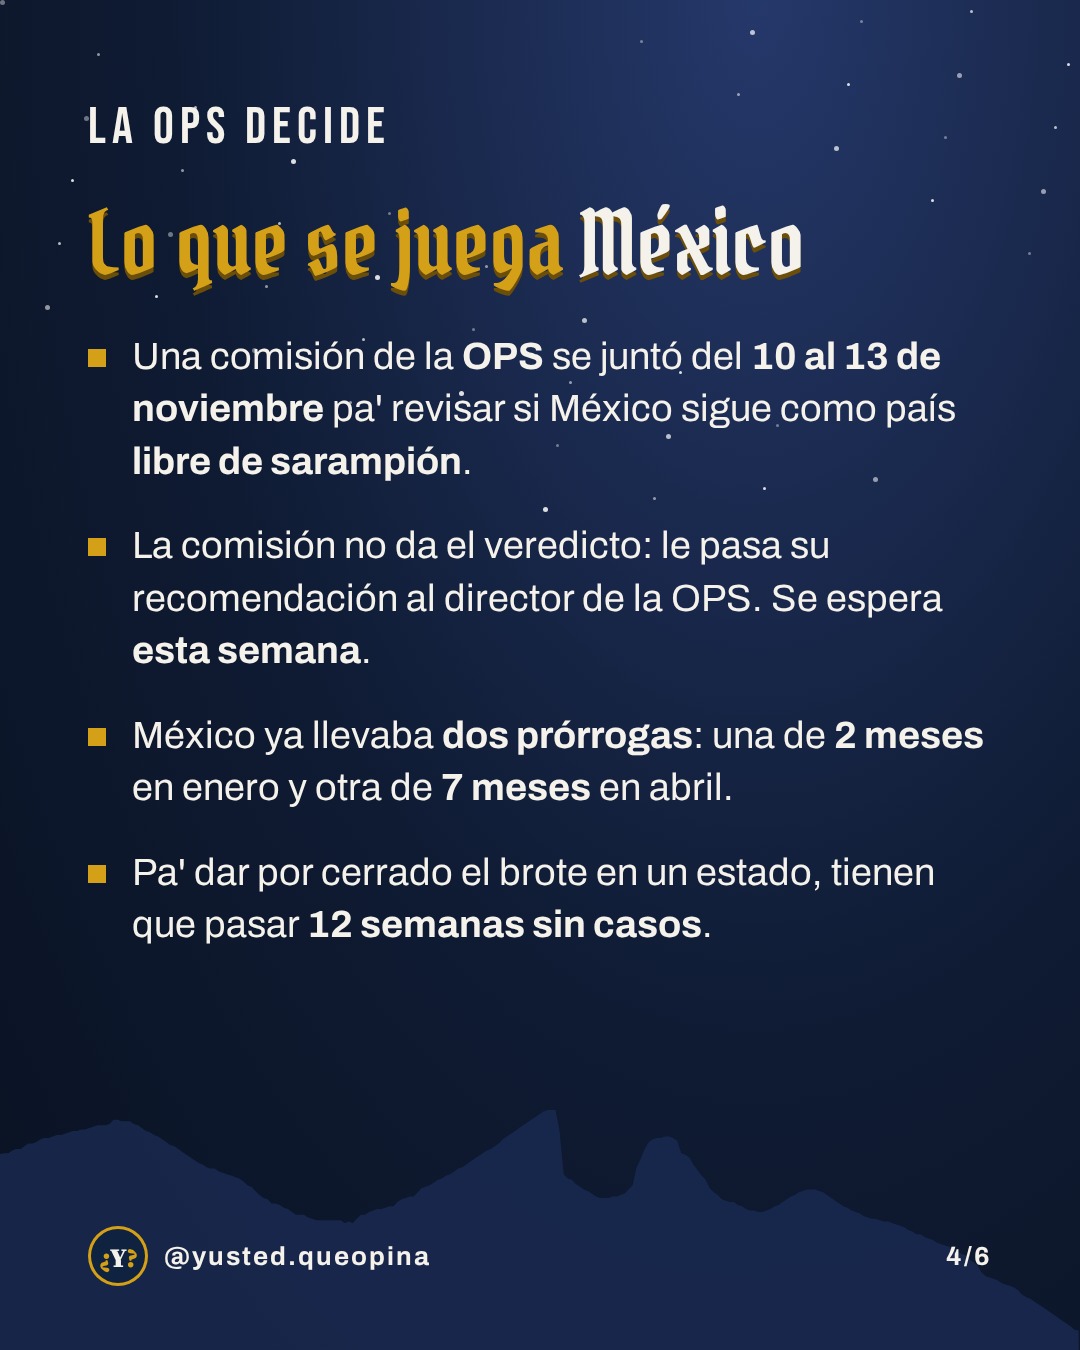 LA OPS DECIDE
Lo que se juega México
Una comisión de la OPS se juntó del 10 al 13 de
noviembre pa' revisar si México sigue como país
libre de sarampión.
La comisión no da el veredicto: le pasa su
recomendación al director de la OPS. Se espera
esta semana.
México ya llevaba dos prórrogas: una de 2 meses
en enero y otra de 7 meses en abril.
Pa' dar por cerrado el brote en un estado, tienen
que pasar 12 semanas sin casos.
¿Y? @yusted.queopina 4/6